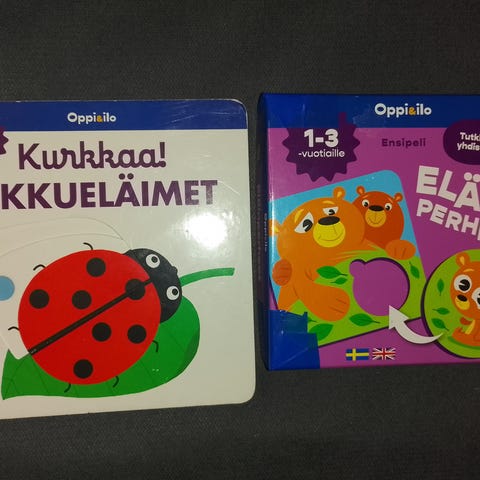 Oppi&ilo
Kurkkaa!
KKUELÄIMET
Oppi&ilo
1-3
-vuotiaille
Ensipeli
Tutki
yhdis
ELÄ
PERH